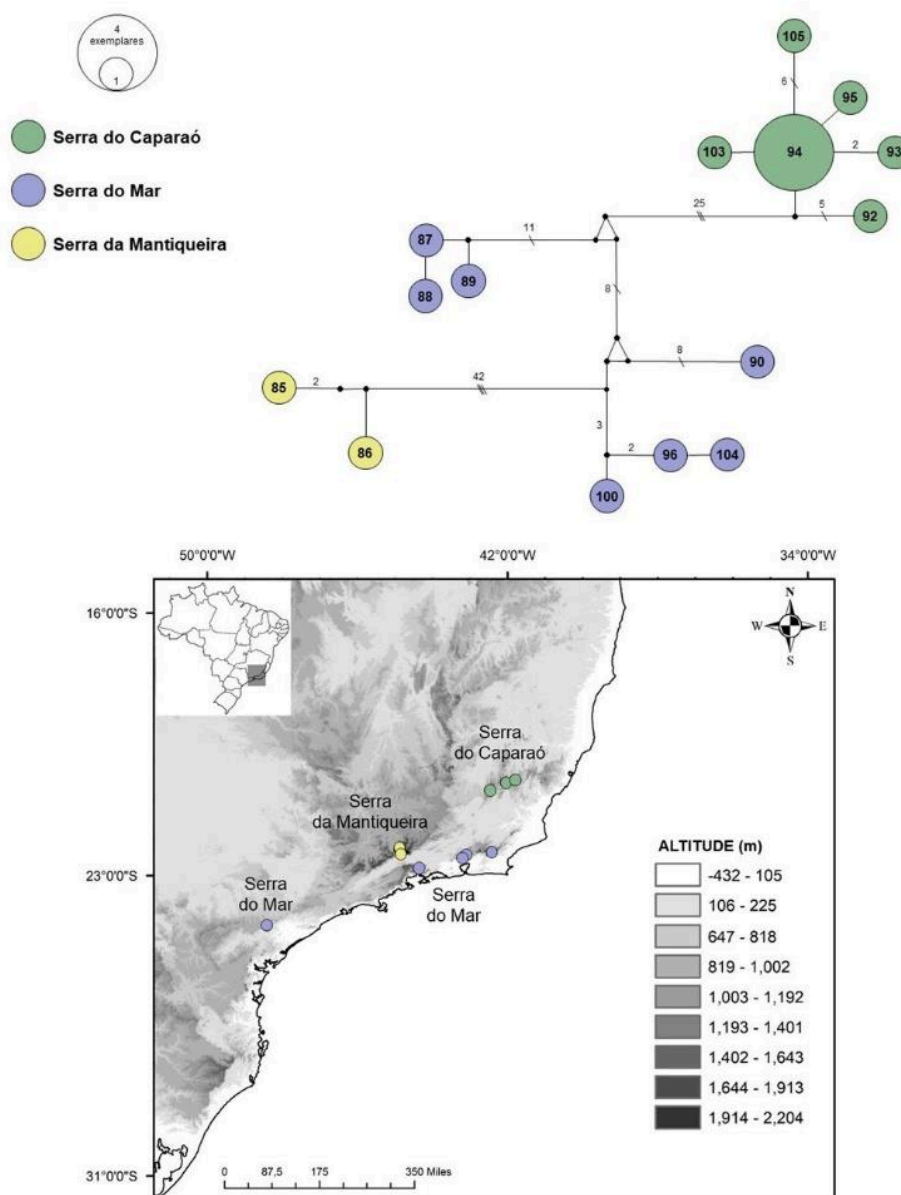 4
exemplares
1
Serra do Caparaó
Serra do Mar
Serra da Mantiqueira
105
6
95
103
94
2
93
25
5
92
87
11
89
88
8
8
90
85
2
42
86
3
2
96
104
100
50°0'0"W
42°0'0"W
34°0'0"W
16°0'0"S
N
W
E
S
Serra
do Caparaó
Serra
da Mantiqueira
23°0'0"S
Serra
do Mar
Serra
do Mar
ALTITUDE (m)
-432 - 105
106 - 225
647 - 818
819 - 1,002
1,003 - 1,192
1,193 - 1,401
1,402 - 1,643
1,644 - 1,913
1,914 - 2,204
31°0'0"S
0 87,5 175 350 Miles